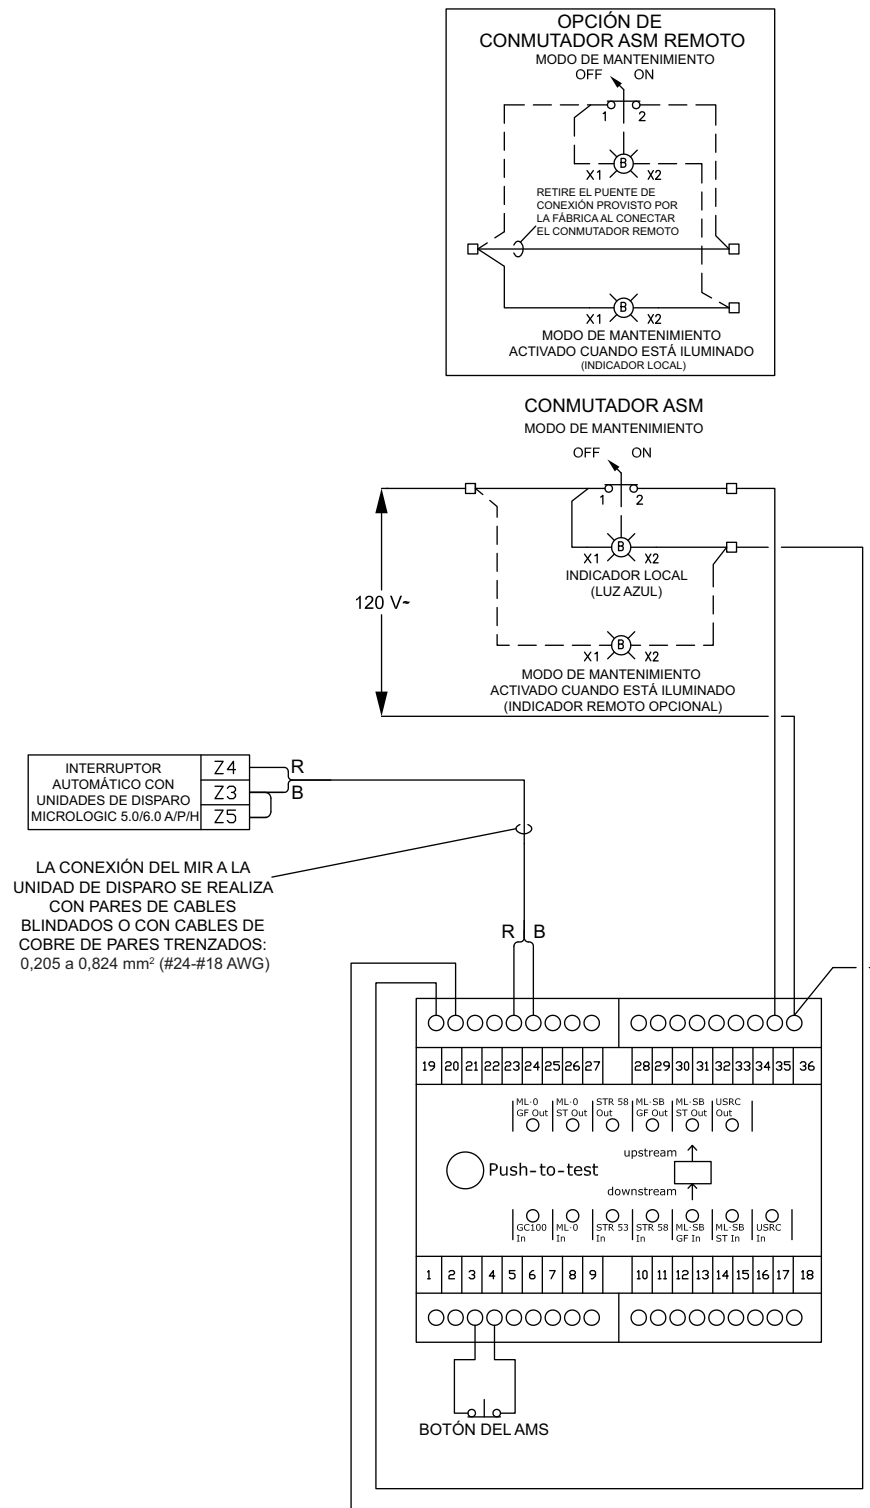 OPCIÓN DE
CONMUTADOR ASM REMOTO
MODO DE MANTENIMIENTO
OFF ON
1 2
B
X1 X2
RETIRE EL PUENTE DE
CONEXIÓN PROVISTO POR
LA FÁBRICA AL CONECTAR
EL CONMUTADOR REMOTO
B
X1 X2
MODO DE MANTENIMIENTO
ACTIVADO CUANDO ESTÁ ILUMINADO
(INDICADOR LOCAL)
CONMUTADOR ASM
MODO DE MANTENIMIENTO
OFF ON
1 2
B
X1 X2
INDICADOR LOCAL
(LUZ AZUL)
120 V~
B
X1 X2
MODO DE MANTENIMIENTO
ACTIVADO CUANDO ESTÁ ILUMINADO
(INDICADOR REMOTO OPCIONAL)
INTERRUPTOR
AUTOMÁTICO CON
UNIDADES DE DISPARO
MICROLOGIC 5.0/6.0 A/P/H
Z4
Z3
Z5
R
B
LA CONEXIÓN DEL MIR A LA
UNIDAD DE DISPARO SE REALIZA
CON PARES DE CABLES
BLINDADOS O CON CABLES DE
COBRE DE PARES TRENZADOS:
0,205 a 0,824 mm² (#24-#18 AWG)
R B
19 20 21 22 23 24 25 26 27 28 29 30 31 32 33 34 35 36
ML-0 GF Out
ML-0 ST Out
STR 58 Out
ML-SB GF Out
ML-SB ST Out
USRC Out
Push-to-test
upstream
downstream
GC100 In
ML-0 In
STR 53 In
STR 58 In
ML-SB GF In
ML-SB ST In
USRC In
1 2 3 4 5 6 7 8 9 10 11 12 13 14 15 16 17 18
BOTÓN DEL AMS